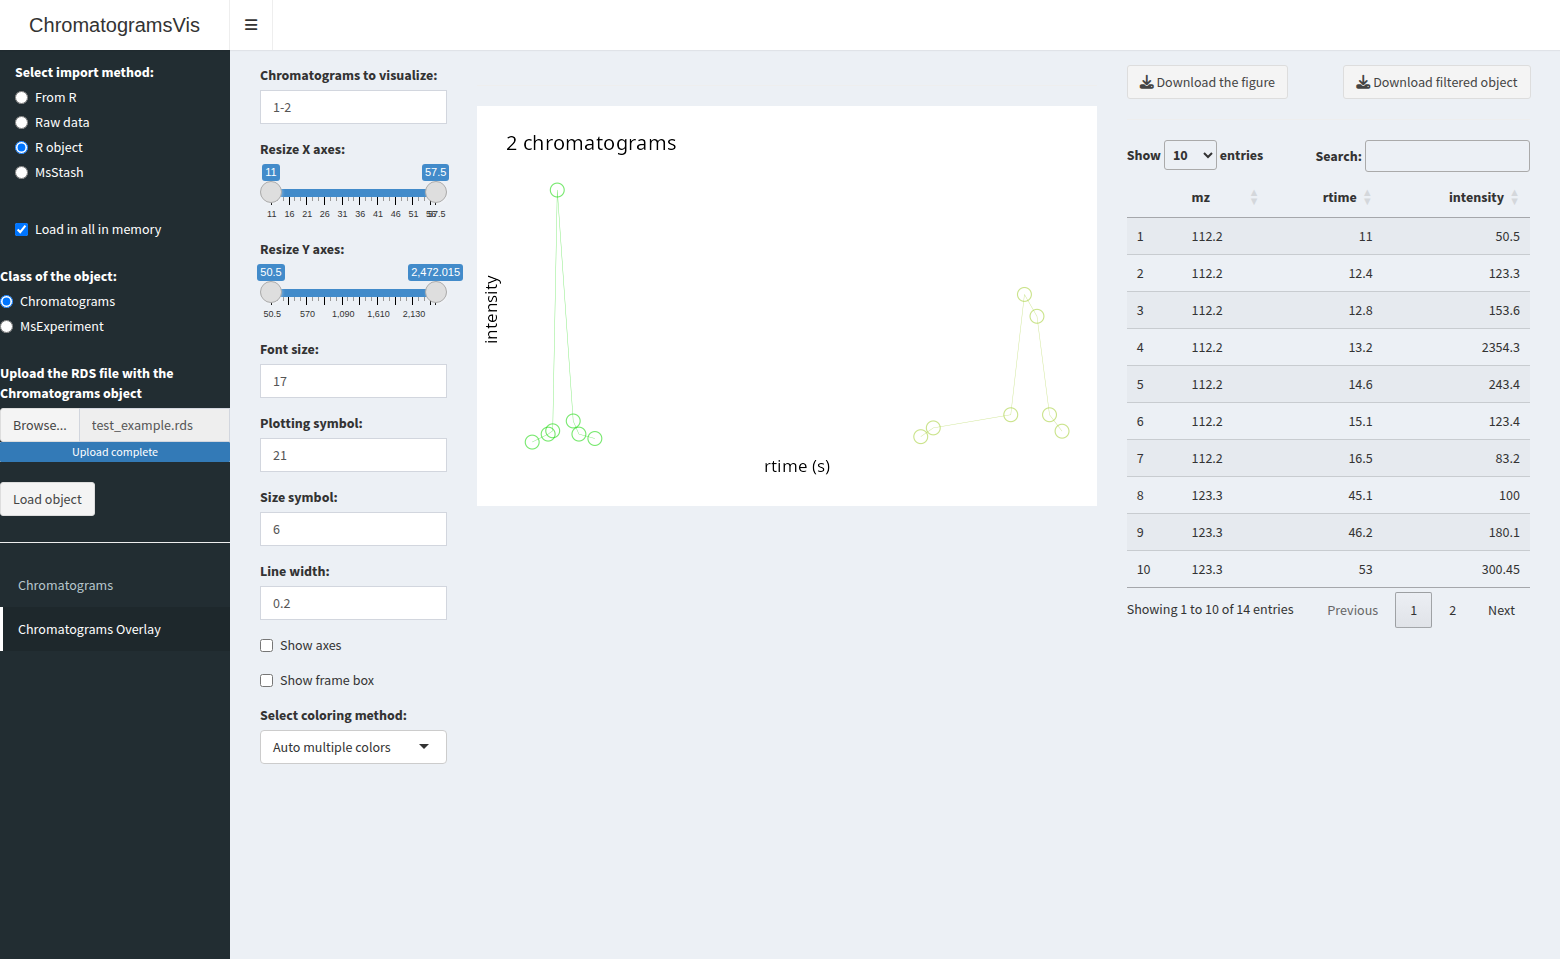 ChromatogramsVis
Select import method:
From R
Raw data
R object
MsStash
Load in all in memory
Class of the object:
Chromatograms
MsExperiment
Upload the RDS file with the
Chromatograms object
Browse... test_example.rds
Upload complete
Load object
Chromatograms
Chromatograms Overlay
Chromatograms to visualize:
1-2
Resize X axes:
11 57.5
11 16 21 26 31 36 41 46 51 56 57.5
Resize Y axes:
50.5 2,472.015
50.5 570 1,090 1,610 2,130
Font size:
17
Plotting symbol:
21
Size symbol:
6
Line width:
0.2
Show axes
Show frame box
Select coloring method:
Auto multiple colors
2 chromatograms
intensity
rtime (s)
Download the figure Download filtered object
Show 10 entries Search:
mz rtime intensity
1 112.2 11 50.5
2 112.2 12.4 123.3
3 112.2 12.8 153.6
4 112.2 13.2 2354.3
5 112.2 14.6 243.4
6 112.2 15.1 123.4
7 112.2 16.5 83.2
8 123.3 45.1 100
9 123.3 46.2 180.1
10 123.3 53 300.45
Showing 1 to 10 of 14 entries Previous 1 2 Next